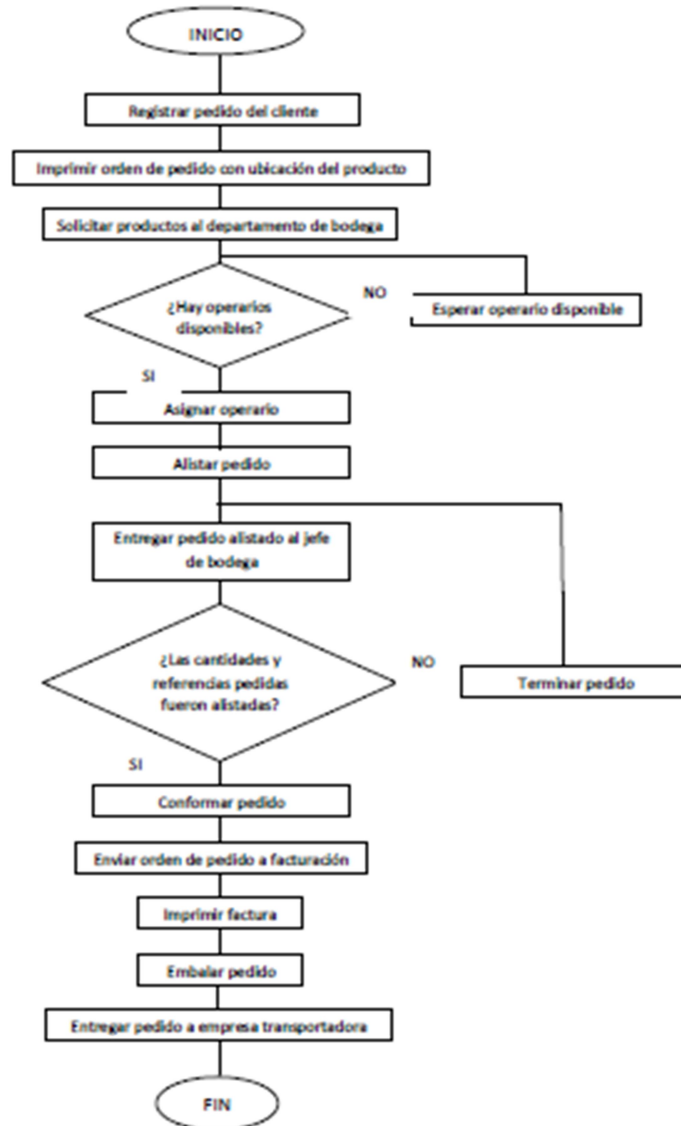 INICIO
Registrar pedido del cliente
Imprimir orden de pedido con ubicación del producto
Solicitar productos al departamento de bodega
¿Hay operarios
disponibles?
NO
Esperar operario disponible
SI
Asignar operario
Alistar pedido
Entregar pedido alistado al jefe
de bodega
¿Las cantidades y
referencias pedidas
fueron alistadas?
NO
Terminar pedido
SI
Conformar pedido
Enviar orden de pedido a facturación
Imprimir factura
Embalar pedido
Entregar pedido a empresa transportadora
FIN